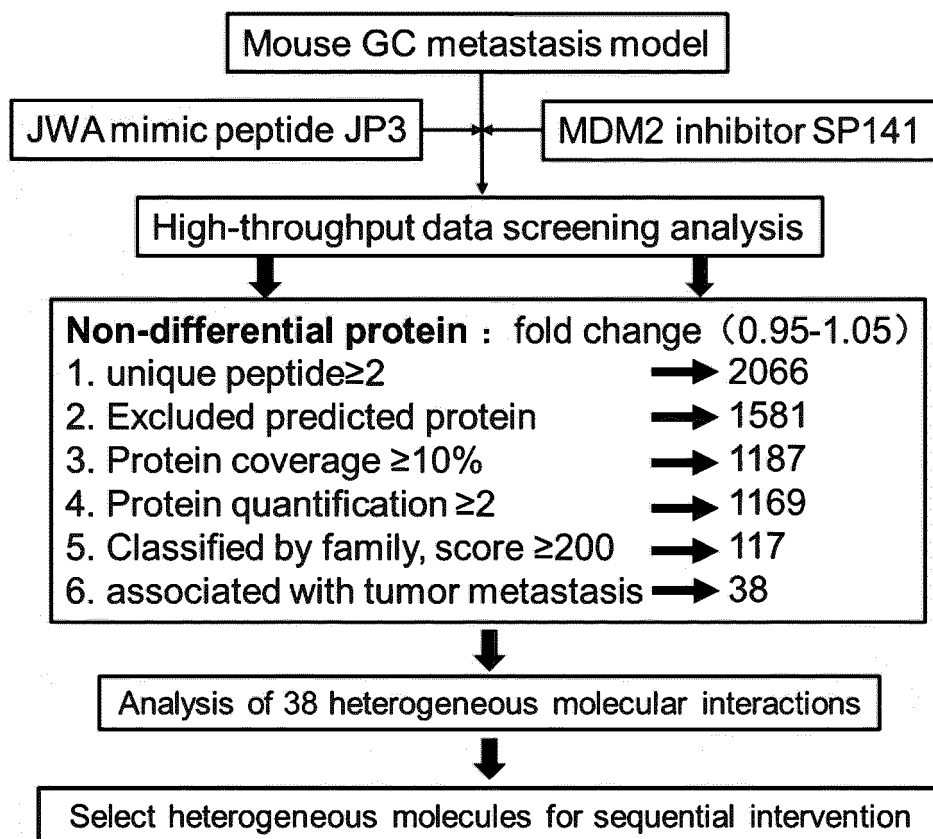 Mouse GC metastasis model
JWA mimic peptide JP3
MDM2 inhibitor SP141
High-throughput data screening analysis
Non-differential protein : fold change（0.95-1.05）
1. unique peptide≥2 2066
2. Excluded predicted protein 1581
3. Protein coverage ≥10% 1187
4. Protein quantification ≥2 1169
5. Classified by family, score ≥200 117
6. associated with tumor metastasis 38
Analysis of 38 heterogeneous molecular interactions
Select heterogeneous molecules for sequential intervention